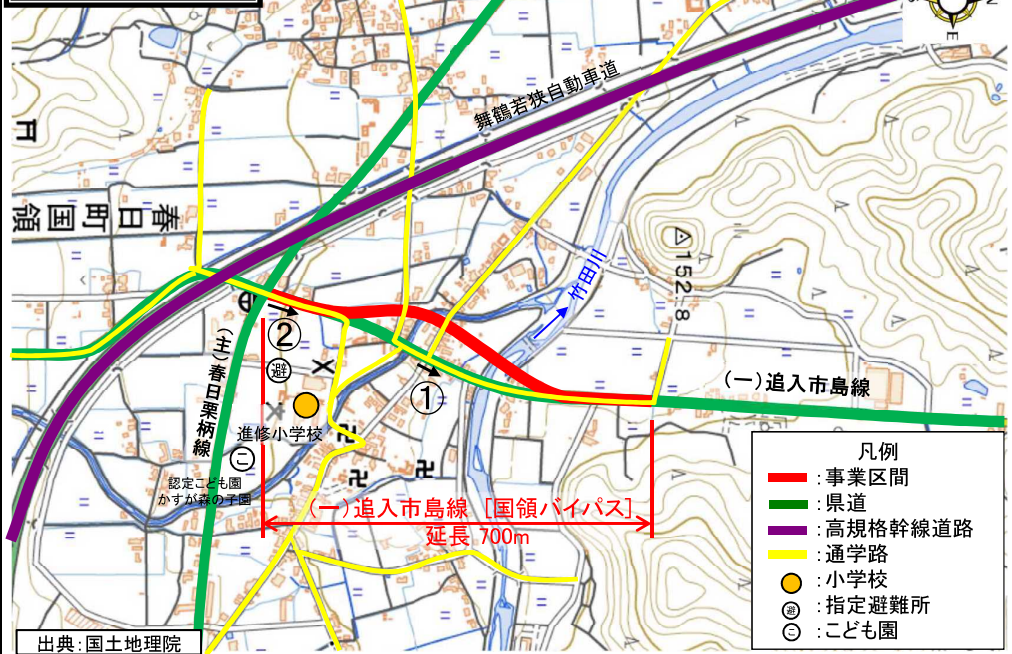 N
E
舞鶴若狭自動車道
春日町国領
竹田川
152.8
②
避
①
(主)春日栗柄線
(一)追入市島線
進修小学校
こ
認定こども園
かすが森の子園
(一)追入市島線 [国領バイパス]
延長 700m
凡例
:事業区間
:県道
:高規格幹線道路
:通学路
:小学校
避:指定避難所
こ:こども園
出典:国土地理院